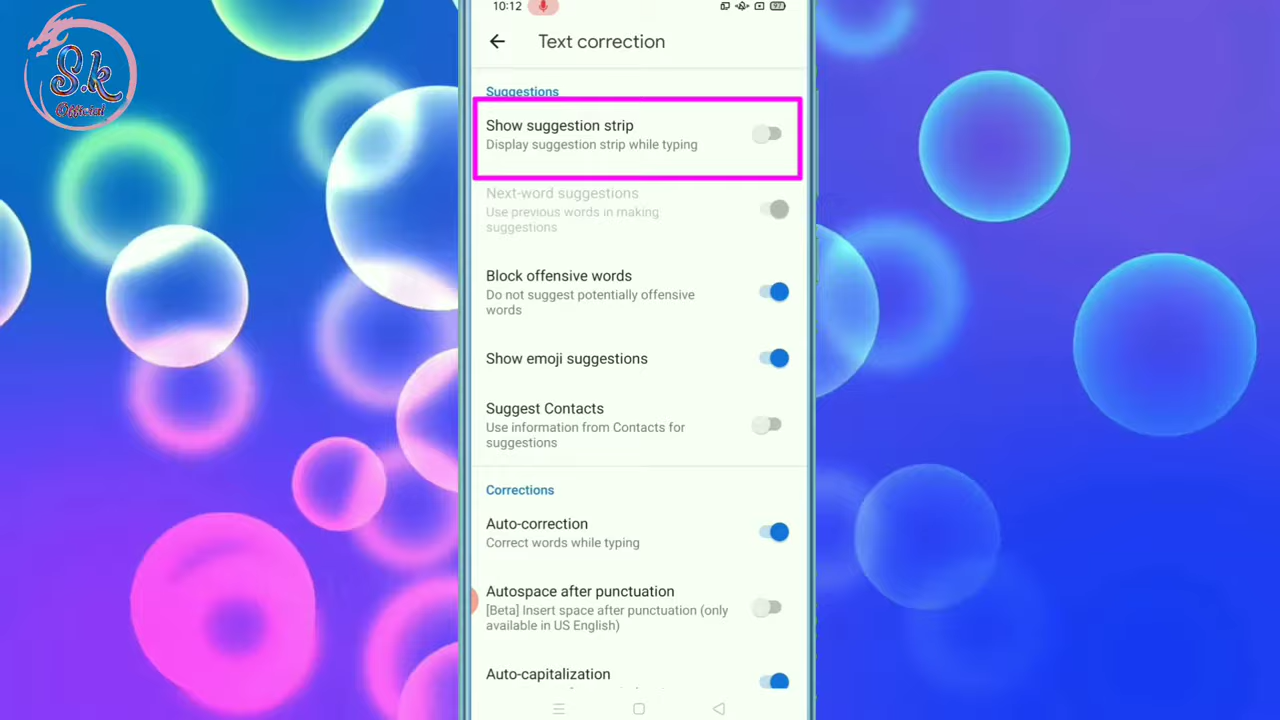 10:12
97
S.k
Official
Text correction
Suggestions
Show suggestion strip
Display suggestion strip while typing
Next-word suggestions
Use previous words in making
suggestions
Block offensive words
Do not suggest potentially offensive
words
Show emoji suggestions
Suggest Contacts
Use information from Contacts for
suggestions
Corrections
Auto-correction
Correct words while typing
Autospace after punctuation
[Beta] Insert space after punctuation (only
available in US English)
Auto-capitalization